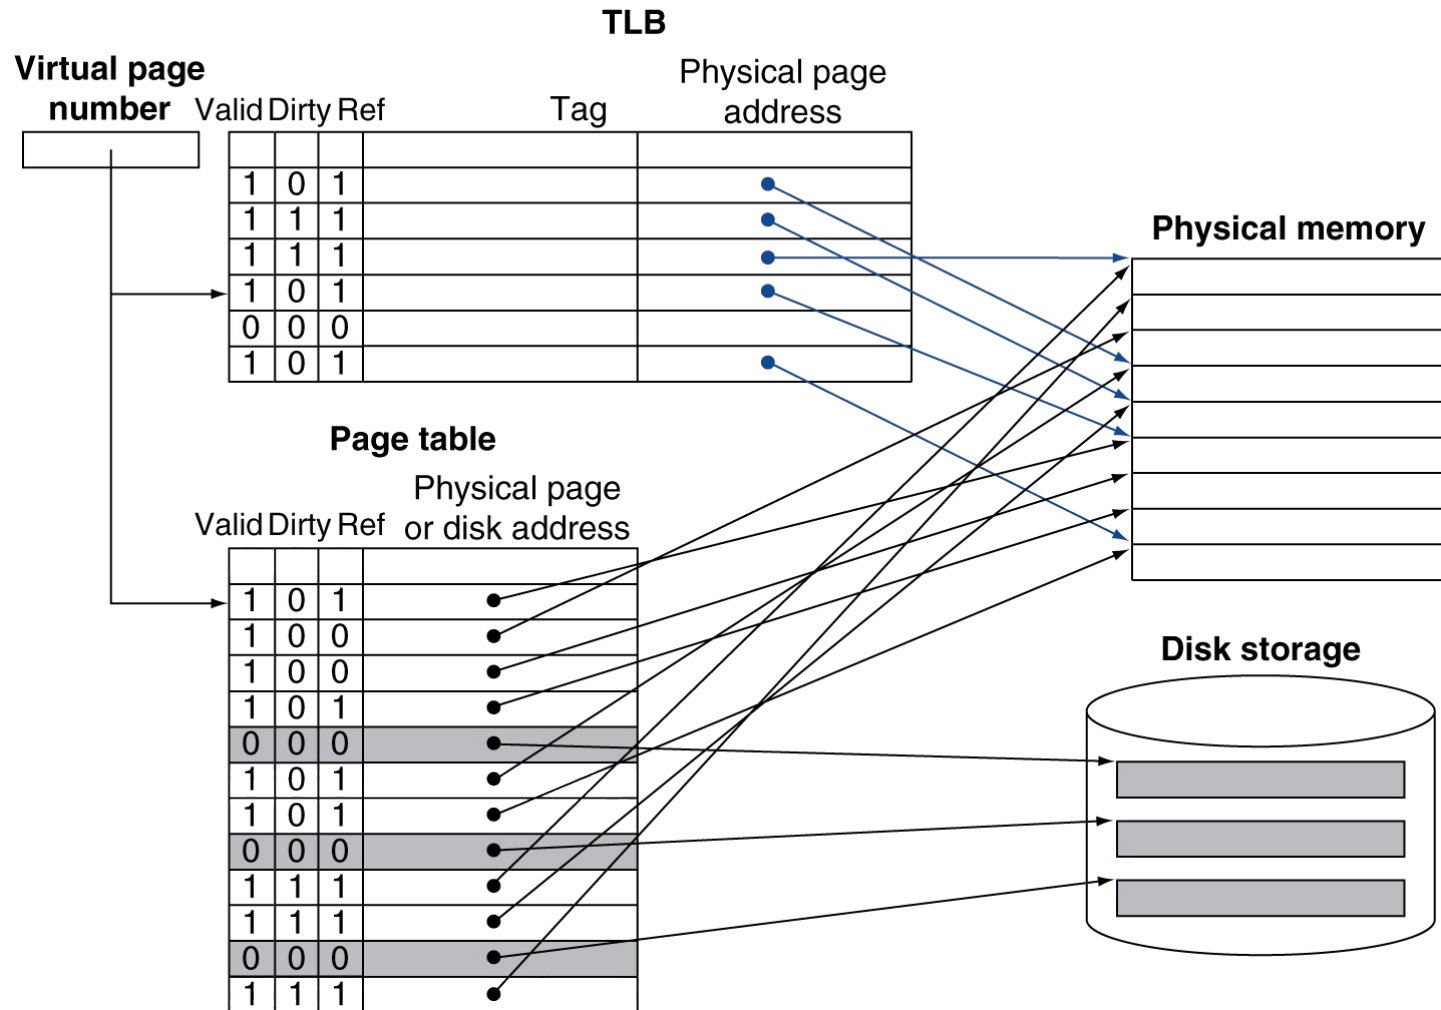 TLB
Virtual page
number
Valid Dirty Ref
Tag
Physical page
address
1 0 1
1 1 1
1 1 1
1 0 1
0 0 0
1 0 1
Physical memory
Page table
Physical page
or disk address
Valid Dirty Ref
1 0 1
1 0 0
1 0 0
1 0 1
0 0 0
1 0 1
1 0 1
0 0 0
1 1 1
1 1 1
0 0 0
1 1 1
Disk storage